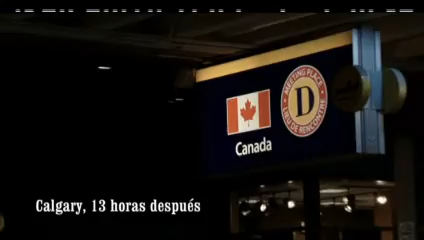 MEETING PLACE
D
LIEU DE RENCONTRE
Canada
Calgary, 13 horas después